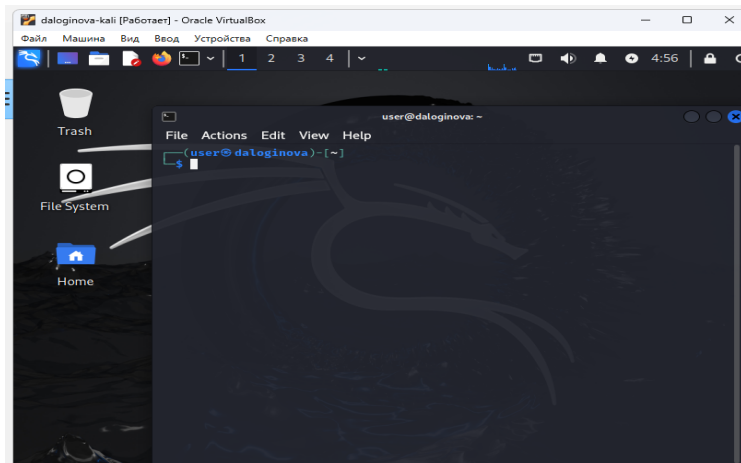 daloginova-kali [Работает] - Oracle VirtualBox
Файл Машина Вид Ввод Устройства Справка
1 2 3 4 4:56
Trash
user@daloginova: ~
File Actions Edit View Help
(user㉿daloginova)-[~]
$
File System
Home